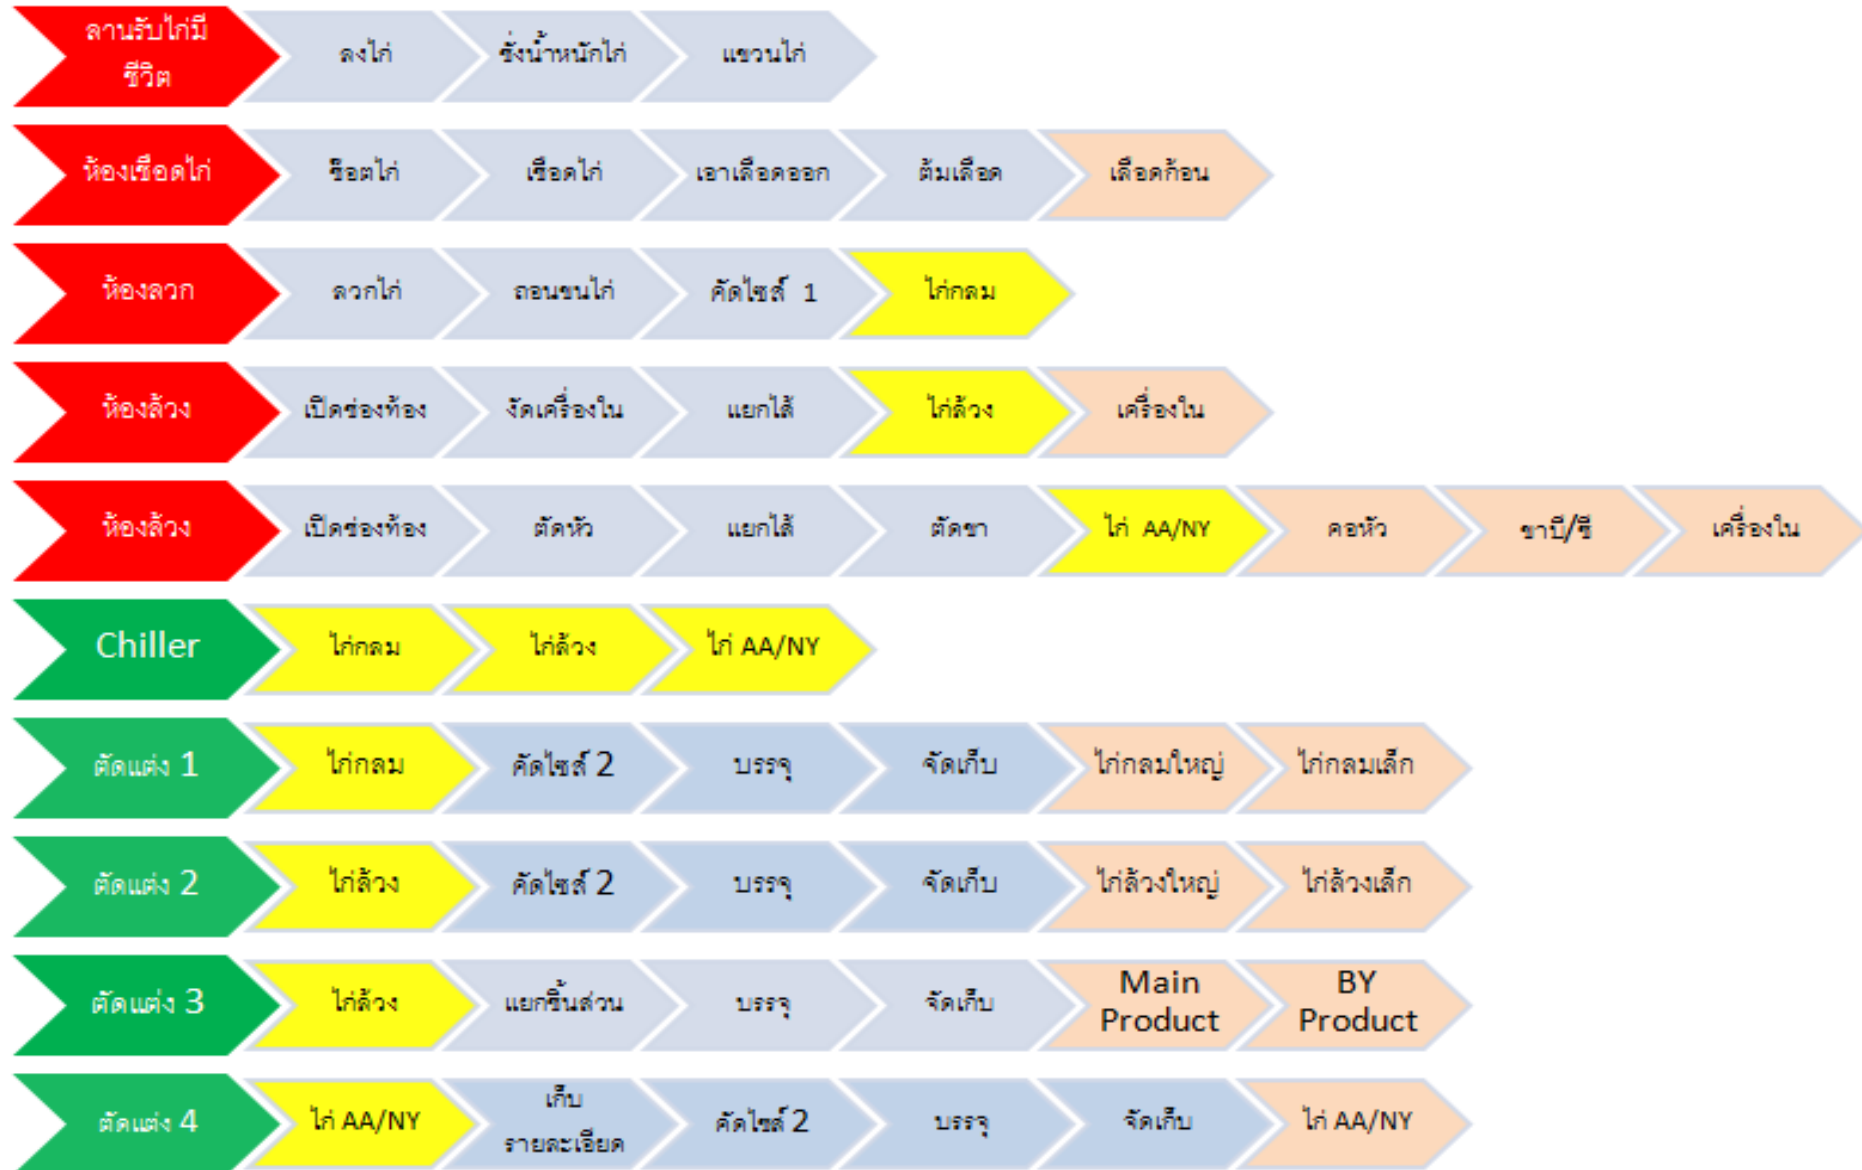 ลานรับไก่มี
ชีวิต
ลงไก่
ชั่งน้ำหนักไก่
แขวนไก่
ห้องเชือดไก่
ช็อตไก่
เชือดไก่
เอาเลือดออก
ต้มเลือด
เลือดก้อน
ห้องลวก
ลวกไก่
ถอนขนไก่
คัดไซส์ 1
ไก่กลม
ห้องล้วง
เปิดช่องท้อง
งัดเครื่องใน
แยกไส้
ไก่ล้วง
เครื่องใน
ห้องล้วง
เปิดช่องท้อง
ตัดหัว
แยกไส้
ตัดขา
ไก่ AA/NY
คอหัว
ขาบี/ซี
เครื่องใน
Chiller
ไก่กลม
ไก่ล้วง
ไก่ AA/NY
ตัดแต่ง 1
ไก่กลม
คัดไซส์ 2
บรรจุ
จัดเก็บ
ไก่กลมใหญ่
ไก่กลมเล็ก
ตัดแต่ง 2
ไก่ล้วง
คัดไซส์ 2
บรรจุ
จัดเก็บ
ไก่ล้วงใหญ่
ไก่ล้วงเล็ก
ตัดแต่ง 3
ไก่ล้วง
แยกชิ้นส่วน
บรรจุ
จัดเก็บ
Main
Product
BY
Product
ตัดแต่ง 4
ไก่ AA/NY
เก็บ
รายละเอียด
คัดไซส์ 2
บรรจุ
จัดเก็บ
ไก่ AA/NY